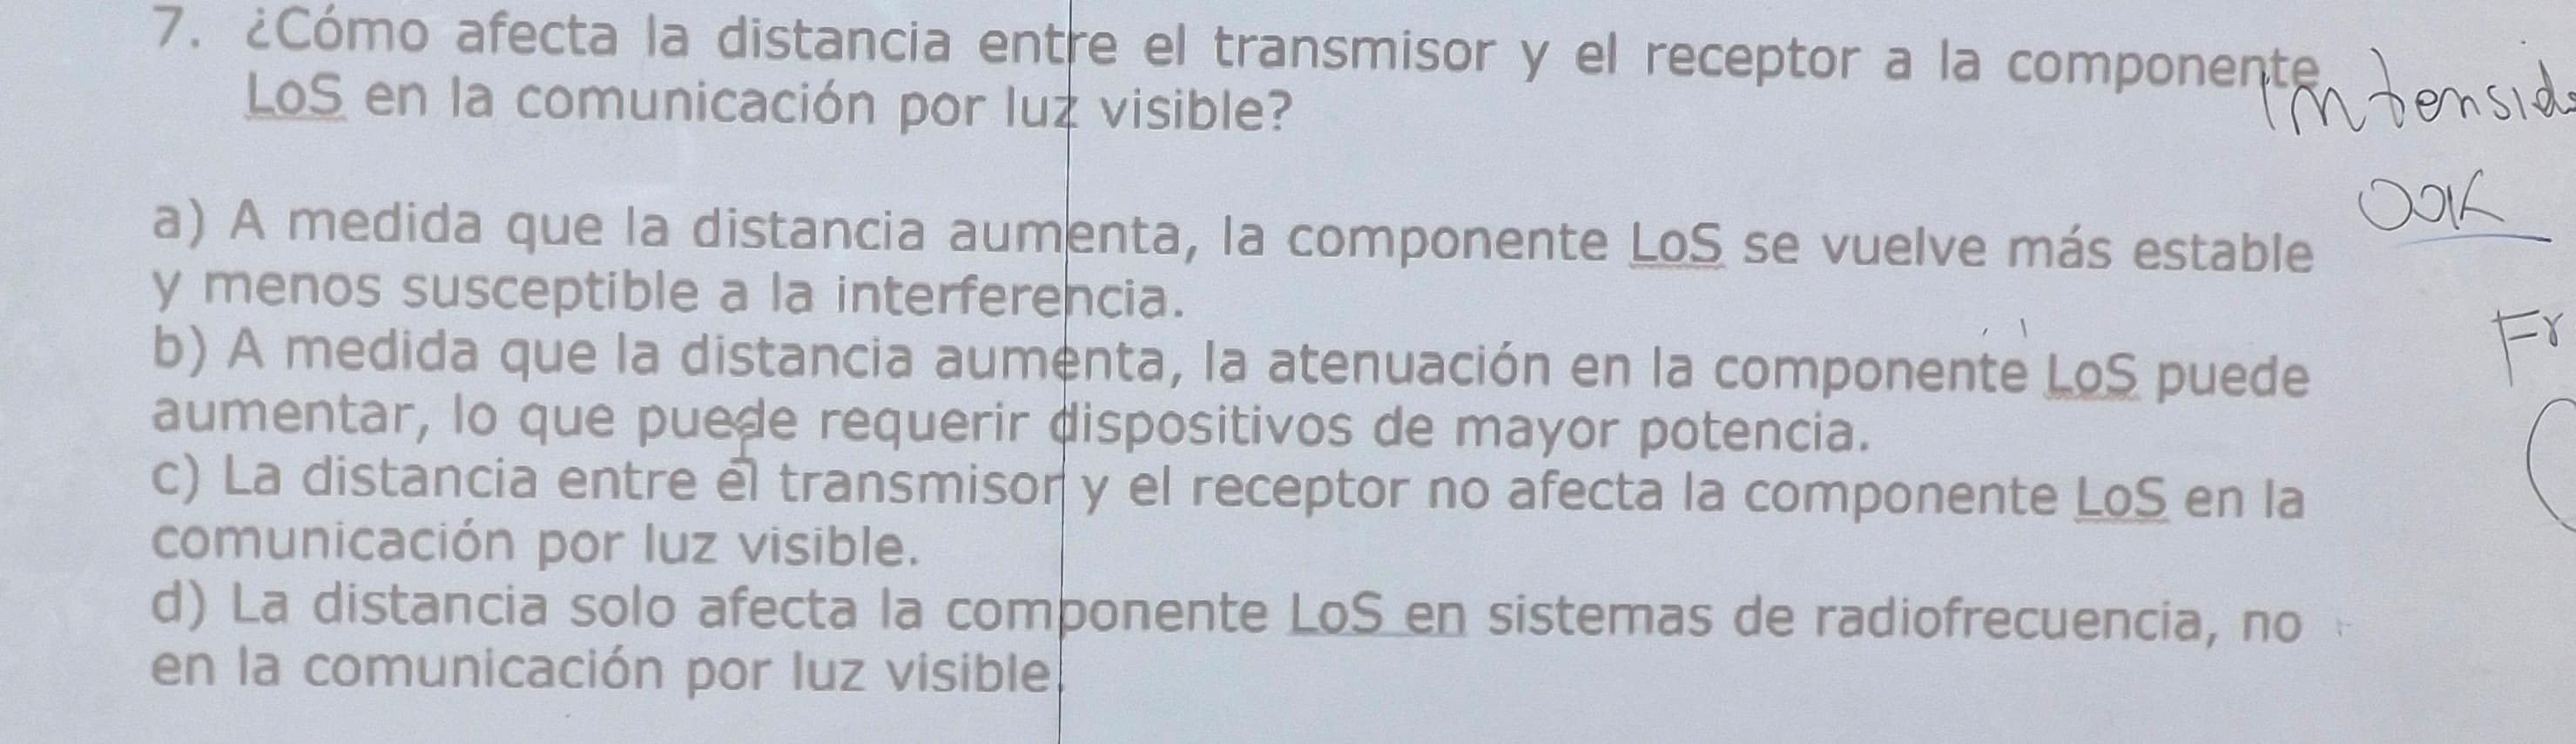 7. ¿Cómo afecta la distancia entre el transmisor y el receptor a la componente
LoS en la comunicación por luz visible?
a) A medida que la distancia aumenta, la componente LoS se vuelve más estable
y menos susceptible a la interferencia.
b) A medida que la distancia aumenta, la atenuación en la componente LoS puede
aumentar, lo que puede requerir dispositivos de mayor potencia.
c) La distancia entre el transmisor y el receptor no afecta la componente LoS en la
comunicación por luz visible.
d) La distancia solo afecta la componente LoS en sistemas de radiofrecuencia, no
en la comunicación por luz visible.
Intensid
OOK
Fr